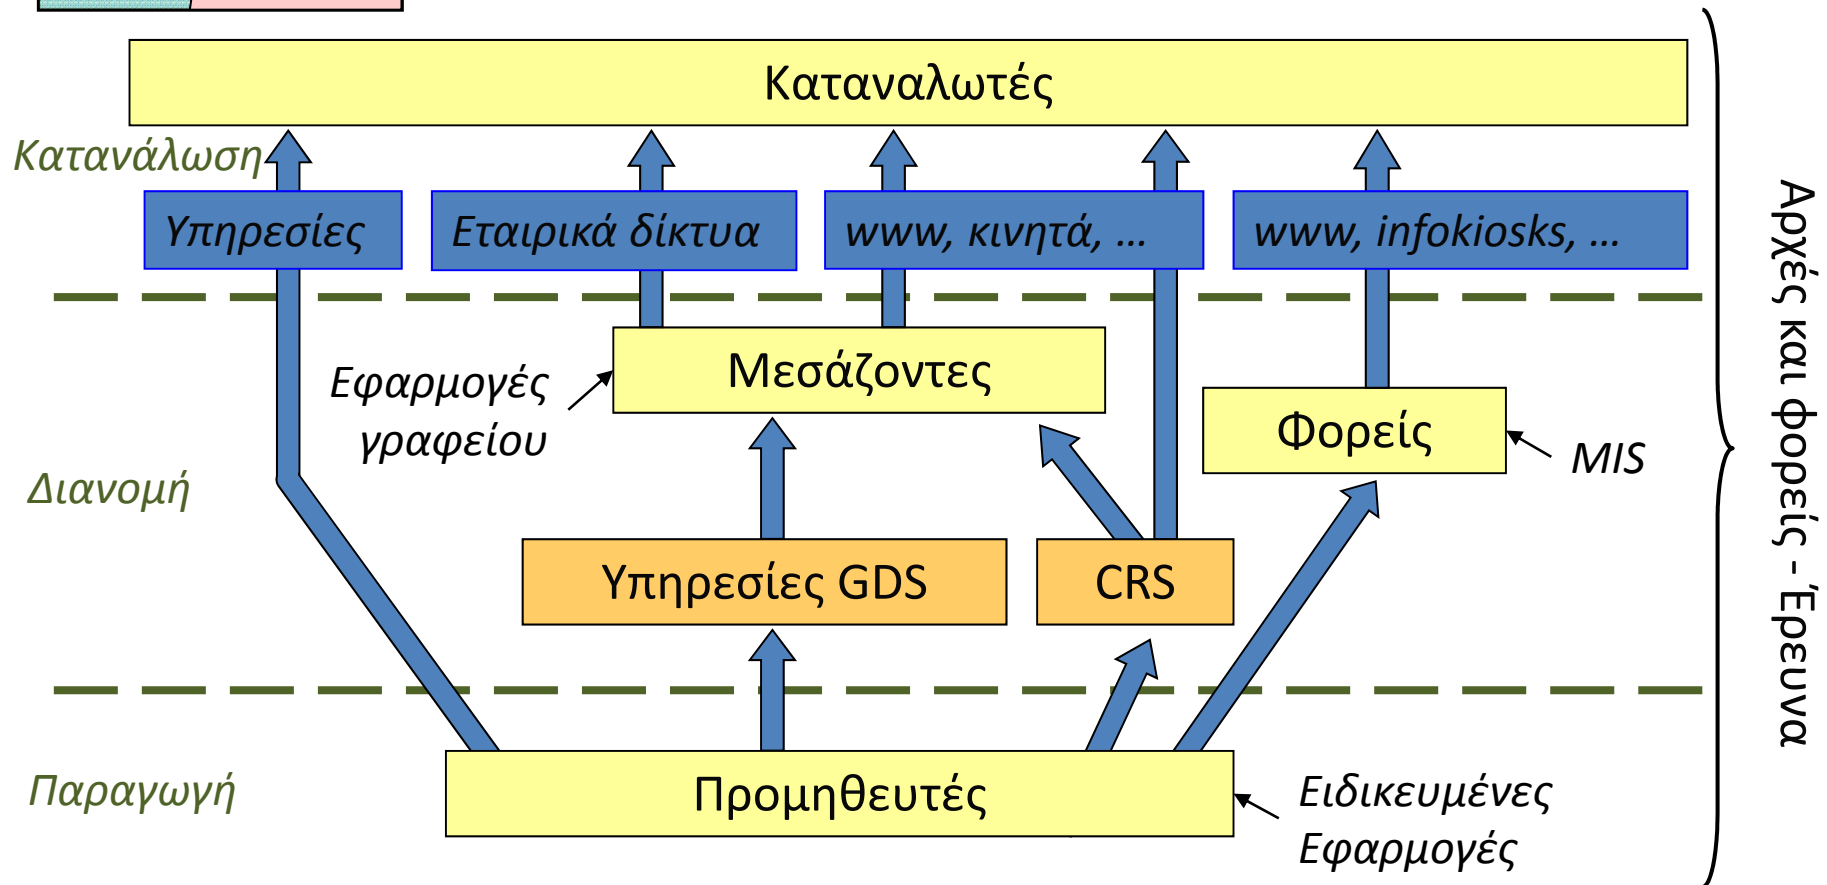 Καταναλωτές
Κατανάλωση
Υπηρεσίες
Εταιρικά δίκτυα
www, κινητά, ...
www, infokiosks, ...
Μεσάζοντες
Εφαρμογές
γραφείου
Φορείς
MIS
Διανομή
Υπηρεσίες GDS
CRS
Παραγωγή
Προμηθευτές
Ειδικευμένες
Εφαρμογές
Αρχές και φορείς - Έρευνα